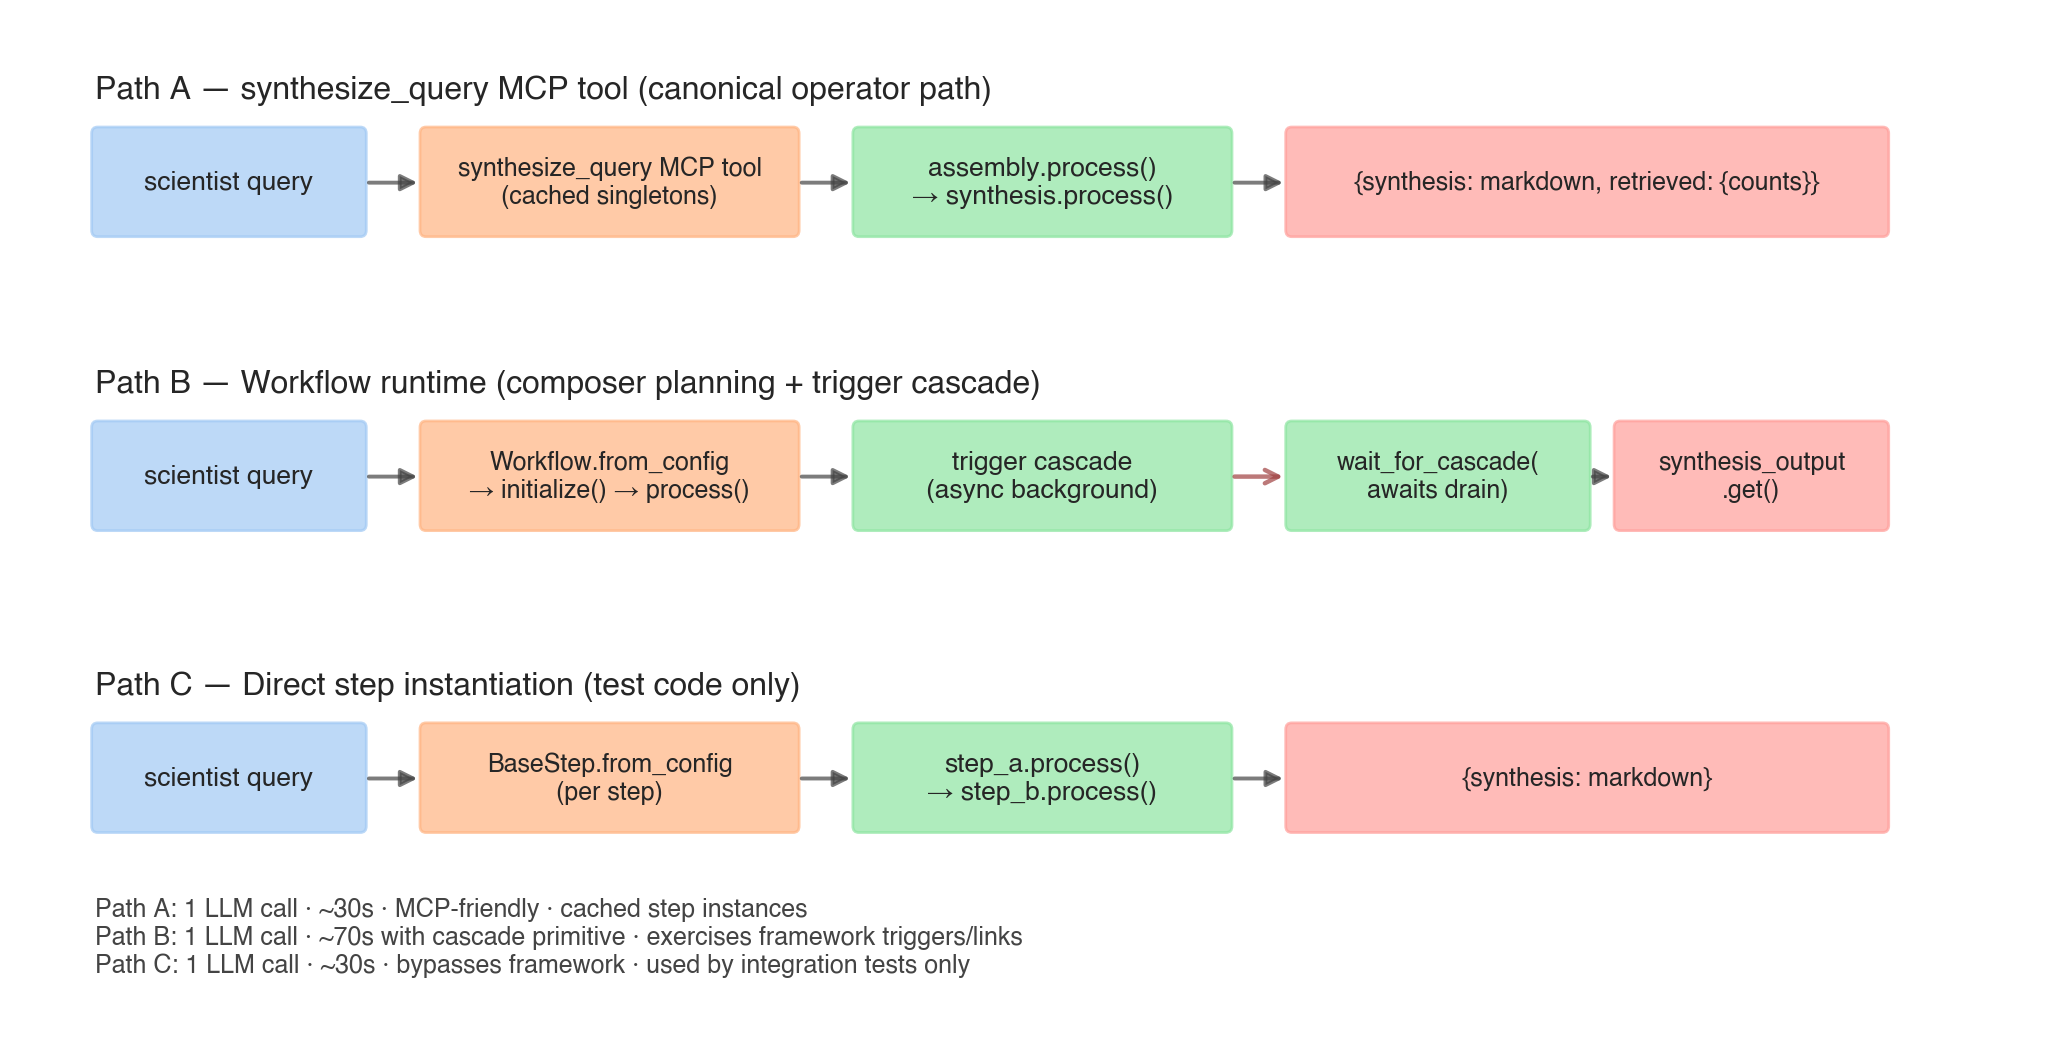 Path A — synthesize_query MCP tool (canonical operator path)
scientist query
synthesize_query MCP tool
(cached singletons)
assembly.process()
→ synthesis.process()
{synthesis: markdown, retrieved: {counts}}
Path B — Workflow runtime (composer planning + trigger cascade)
scientist query
Workflow.from_config
→ initialize() → process()
trigger cascade
(async background)
wait_for_cascade(
awaits drain)
synthesis_output
.get()
Path C — Direct step instantiation (test code only)
scientist query
BaseStep.from_config
(per step)
step_a.process()
→ step_b.process()
{synthesis: markdown}
Path A: 1 LLM call · ~30s · MCP-friendly · cached step instances
Path B: 1 LLM call · ~70s with cascade primitive · exercises framework triggers/links
Path C: 1 LLM call · ~30s · bypasses framework · used by integration tests only